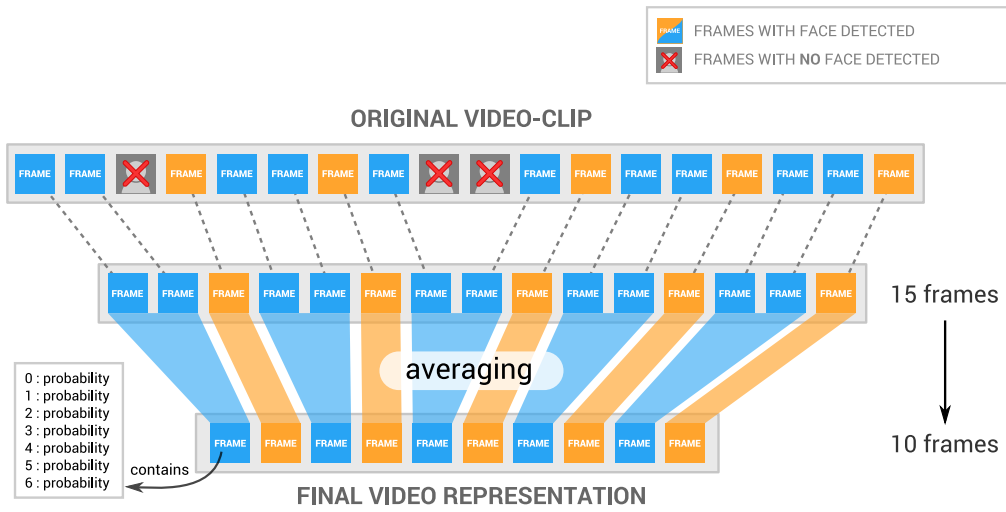 FRAME FRAMES WITH FACE DETECTED
FRAMES WITH NO FACE DETECTED
ORIGINAL VIDEO-CLIP
FRAME FRAME FRAME FRAME FRAME FRAME FRAME FRAME FRAME FRAME FRAME FRAME FRAME FRAME FRAME
FRAME FRAME FRAME FRAME FRAME FRAME FRAME FRAME FRAME FRAME FRAME FRAME FRAME FRAME FRAME 15 frames
averaging
0 : probability
1 : probability
2 : probability
3 : probability
4 : probability
5 : probability
6 : probability
contains
FRAME FRAME FRAME FRAME FRAME FRAME FRAME FRAME FRAME FRAME 10 frames
FINAL VIDEO REPRESENTATION